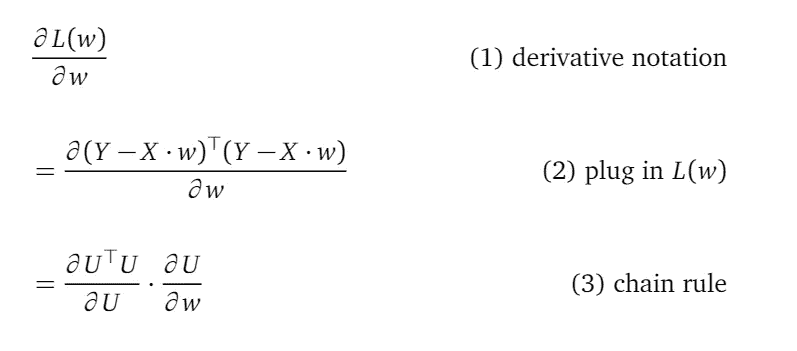 ∂L(w)/∂w (1) derivative notation
= ∂(Y − X · w)⊤(Y − X · w)/∂w (2) plug in L(w)
= ∂U⊤U/∂U · ∂U/∂w (3) chain rule